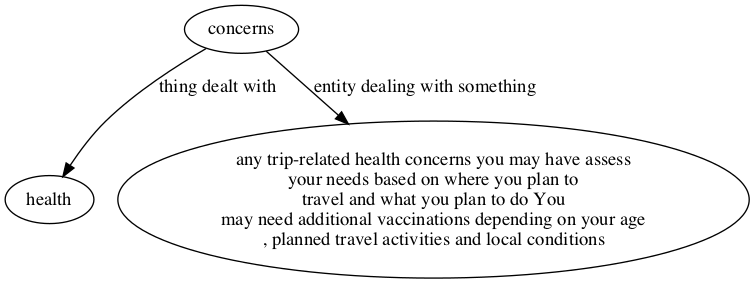 concerns
thing dealt with
entity dealing with something
health
any trip-related health concerns you may have assess
your needs based on where you plan to
travel and what you plan to do You
may need additional vaccinations depending on your age
, planned travel activities and local conditions